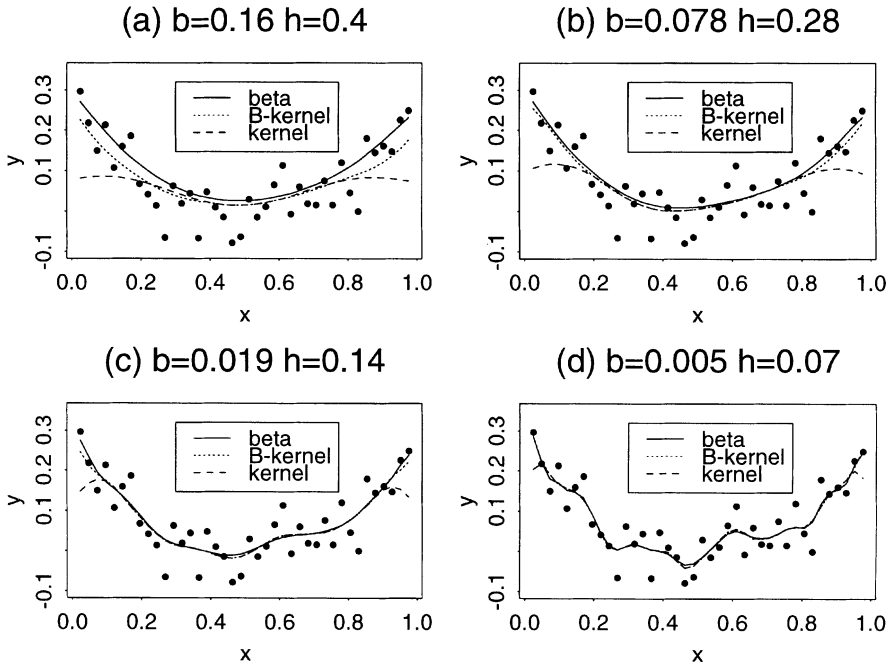 (a) b=0.16 h=0.4
beta
B-kernel
kernel
y
-0.1 0.1 0.2 0.3
0.0 0.2 0.4 0.6 0.8 1.0
x
(b) b=0.078 h=0.28
beta
B-kernel
kernel
y
-0.1 0.1 0.2 0.3
0.0 0.2 0.4 0.6 0.8 1.0
x
(c) b=0.019 h=0.14
beta
B-kernel
kernel
y
-0.1 0.1 0.2 0.3
0.0 0.2 0.4 0.6 0.8 1.0
x
(d) b=0.005 h=0.07
beta
B-kernel
kernel
y
-0.1 0.1 0.2 0.3
0.0 0.2 0.4 0.6 0.8 1.0
x